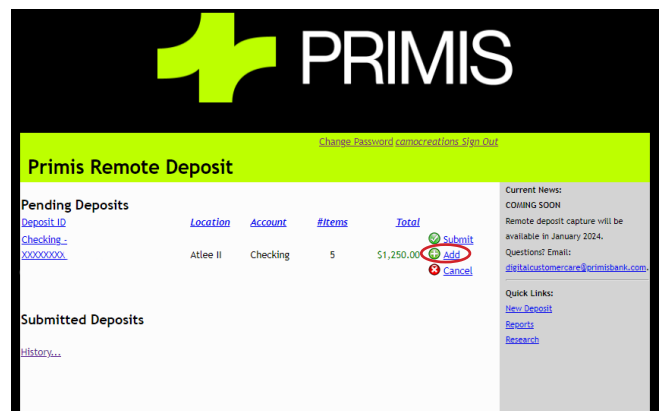 PRIMIS
Change Password camocreations Sign Out
Primis Remote Deposit
Pending Deposits
Deposit ID Location Account #Items Total
Checking - Submit
XXXXXXXX Atlee II Checking 5 $1,250.00 Add
Cancel
Submitted Deposits
History...
Current News:
COMING SOON
Remote deposit capture will be
available in January 2024.
Questions? Email:
digitalcustomercare@primisbank.com.
Quick Links:
New Deposit
Reports
Research